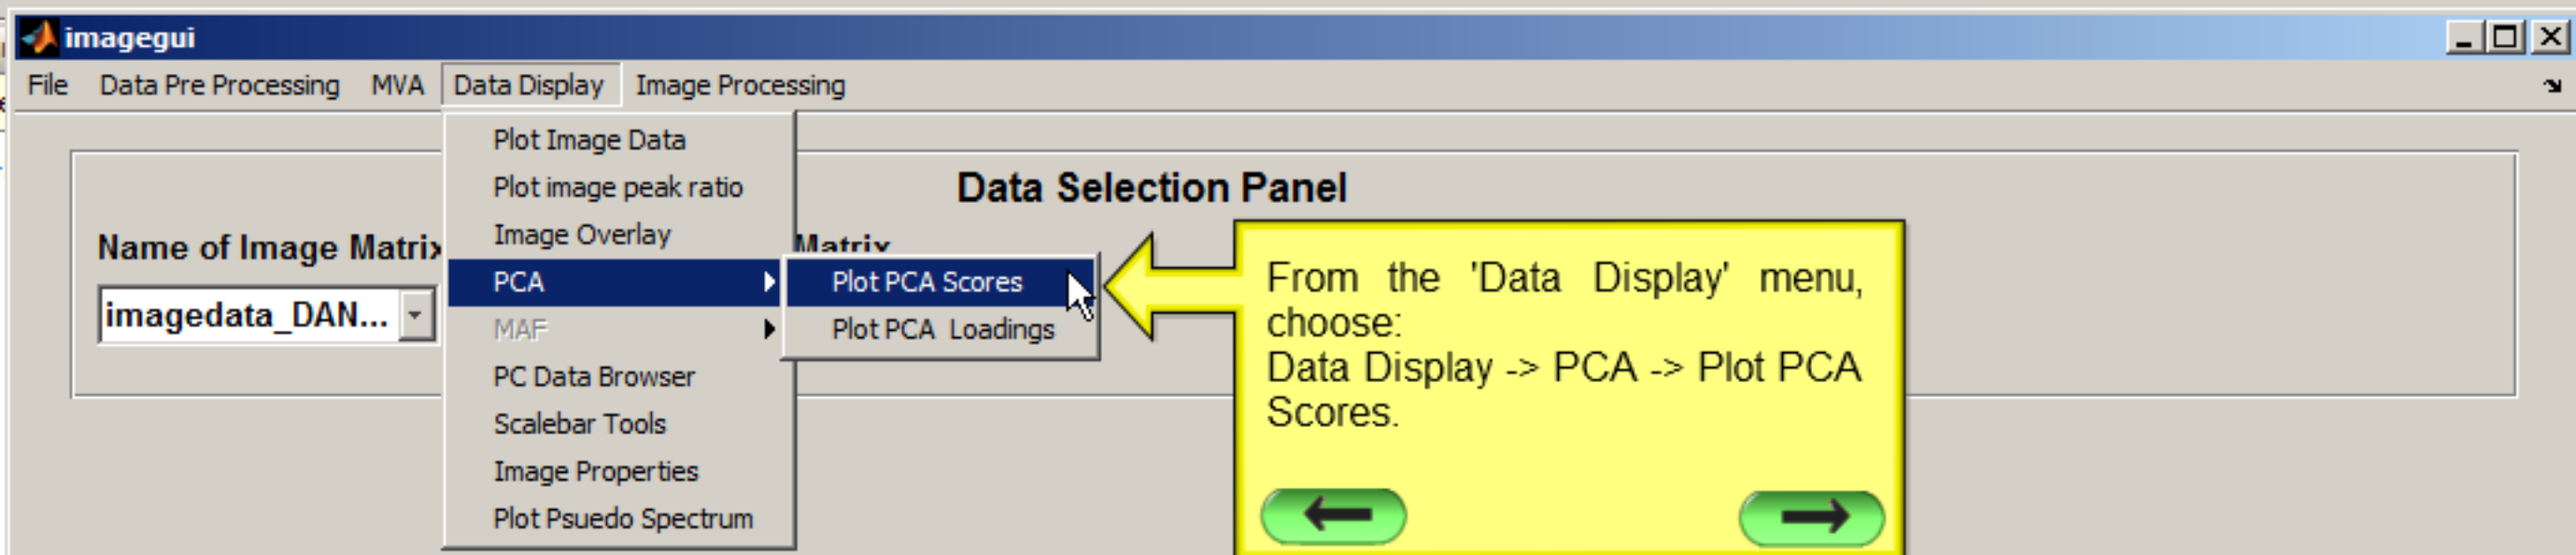 imagegui
File Data Pre Processing MVA Data Display Image Processing
Plot Image Data
Plot image peak ratio
Image Overlay
PCA
MAF
PC Data Browser
Scalebar Tools
Image Properties
Plot Psuedo Spectrum
Plot PCA Scores
Plot PCA Loadings
Data Selection Panel
Name of Image Matrix
Matrix
imagedata_DAN...
From the 'Data Display' menu,
choose:
Data Display -> PCA -> Plot PCA
Scores.